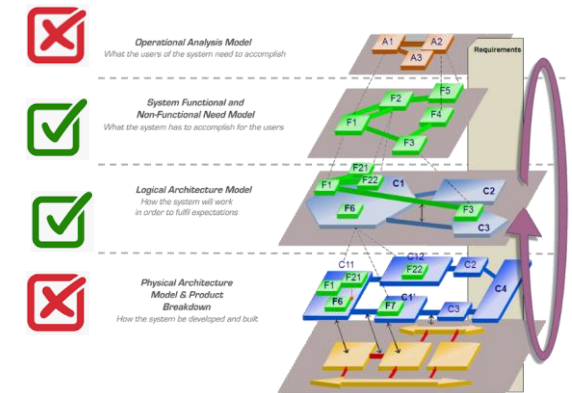 Operational Analysis Model
What the users of the system need to accomplish
System Functional and
Non-Functional Need Model
What the system has to accomplish for the users
Logical Architecture Model
How the system will work
in order to fulfil expectations
Physical Architecture
Model & Product
Breakdown
How the system be developed and built
Requirements
A1
A2
A3
F5
F2
F4
F1
F3
F21
F22
C1
C2
F1
F6
F3
C3
C12
C11
F22
C2
F21
F1
C4
F6
F7
C1'
C3